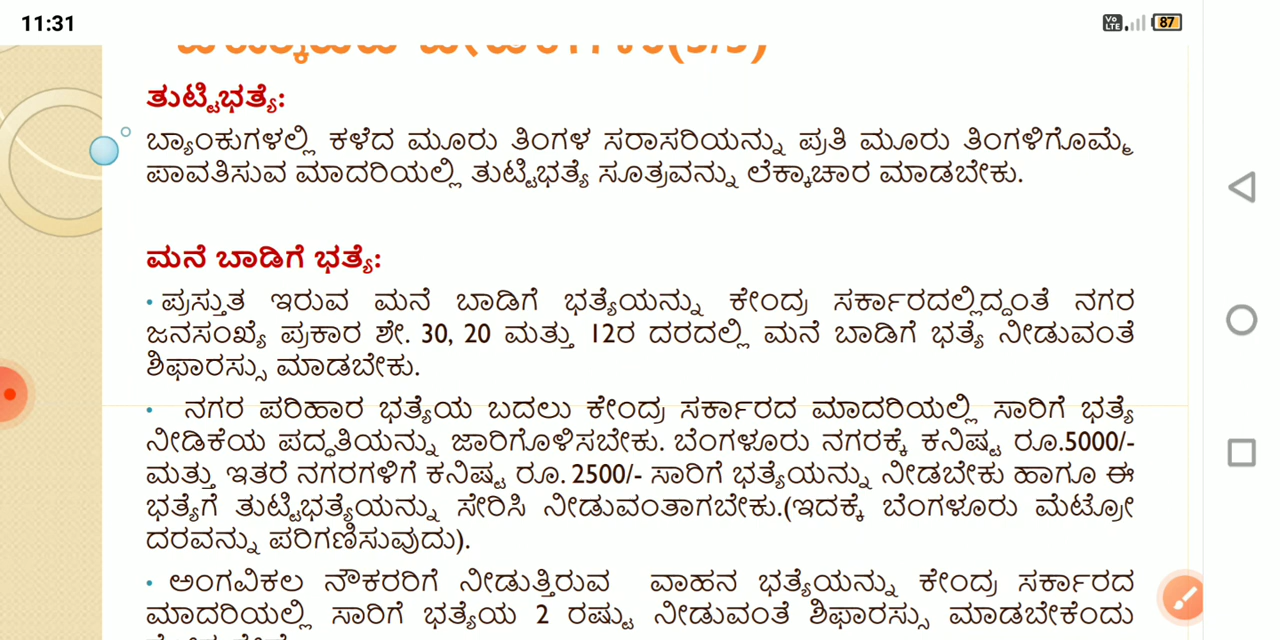 11:31
Vo LTE 87
(3/3)
ತುಟ್ಟಿಭತ್ಯೆ:
ಬ್ಯಾಂಕುಗಳಲ್ಲಿ ಕಳೆದ ಮೂರು ತಿಂಗಳ ಸರಾಸರಿಯನ್ನು ಪ್ರತಿ ಮೂರು ತಿಂಗಳಿಗೊಮ್ಮೆ
ಪಾವತಿಸುವ ಮಾದರಿಯಲ್ಲಿ ತುಟ್ಟಿಭತ್ಯೆ ಸೂತ್ರವನ್ನು ಲೆಕ್ಕಾಚಾರ ಮಾಡಬೇಕು.
ಮನೆ ಬಾಡಿಗೆ ಭತ್ಯೆ:
• ಪ್ರಸ್ತುತ ಇರುವ ಮನೆ ಬಾಡಿಗೆ ಭತ್ಯೆಯನ್ನು ಕೇಂದ್ರ ಸರ್ಕಾರದಲ್ಲಿದ್ದಂತೆ ನಗರ
ಜನಸಂಖ್ಯೆ ಪ್ರಕಾರ ಶೇ. 30, 20 ಮತ್ತು 12ರ ದರದಲ್ಲಿ ಮನೆ ಬಾಡಿಗೆ ಭತ್ಯೆ ನೀಡುವಂತೆ
ಶಿಫಾರಸ್ಸು ಮಾಡಬೇಕು.
• ನಗರ ಪರಿಹಾರ ಭತ್ಯೆಯ ಬದಲು ಕೇಂದ್ರ ಸರ್ಕಾರದ ಮಾದರಿಯಲ್ಲಿ ಸಾರಿಗೆ ಭತ್ಯೆ
ನೀಡಿಕೆಯ ಪದ್ಧತಿಯನ್ನು ಜಾರಿಗೊಳಿಸಬೇಕು. ಬೆಂಗಳೂರು ನಗರಕ್ಕೆ ಕನಿಷ್ಟ ರೂ.5000/-
ಮತ್ತು ಇತರೆ ನಗರಗಳಿಗೆ ಕನಿಷ್ಟ ರೂ. 2500/- ಸಾರಿಗೆ ಭತ್ಯೆಯನ್ನು ನೀಡಬೇಕು ಹಾಗೂ ಈ
ಭತ್ಯೆಗೆ ತುಟ್ಟಿಭತ್ಯೆಯನ್ನು ಸೇರಿಸಿ ನೀಡುವಂತಾಗಬೇಕು.(ಇದಕ್ಕೆ ಬೆಂಗಳೂರು ಮೆಟ್ರೋ
ದರವನ್ನು ಪರಿಗಣಿಸುವುದು).
• ಅಂಗವಿಕಲ ನೌಕರರಿಗೆ ನೀಡುತ್ತಿರುವ ವಾಹನ ಭತ್ಯೆಯನ್ನು ಕೇಂದ್ರ ಸರ್ಕಾರದ
ಮಾದರಿಯಲ್ಲಿ ಸಾರಿಗೆ ಭತ್ಯೆಯ 2 ರಷ್ಟು ನೀಡುವಂತೆ ಶಿಫಾರಸ್ಸು ಮಾಡಬೇಕೆಂದು